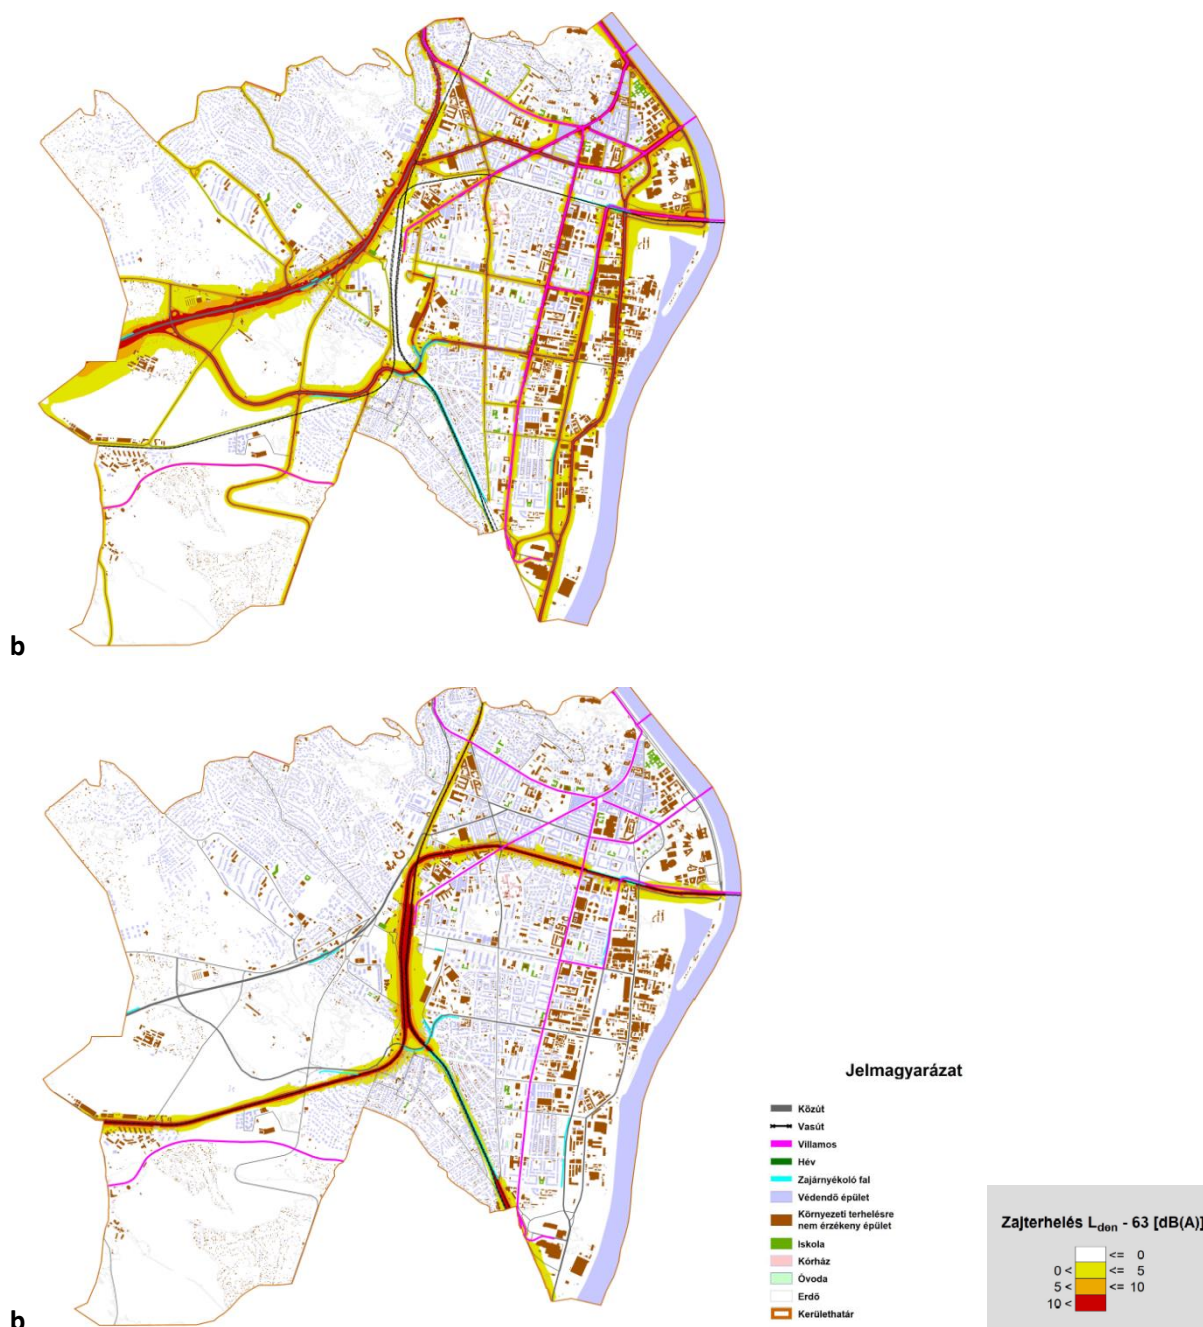 b
Jelmagyarázat
Közút
Vasút
Villamos
Hév
Zajárnyékoló fal
Védendő épület
Környezeti terhelésre
nem érzékeny épület
Iskola
Kórház
Óvoda
Erdő
Kerülethatár
Zajterhelés Lden - 63 [dB(A)]
<= 0
0 < <= 5
5 < <= 10
10 <
b